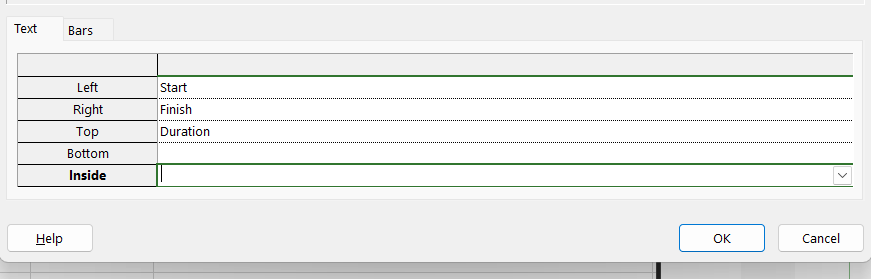 Text Bars
Left Start
Right Finish
Top Duration
Bottom
Inside
Help OK Cancel